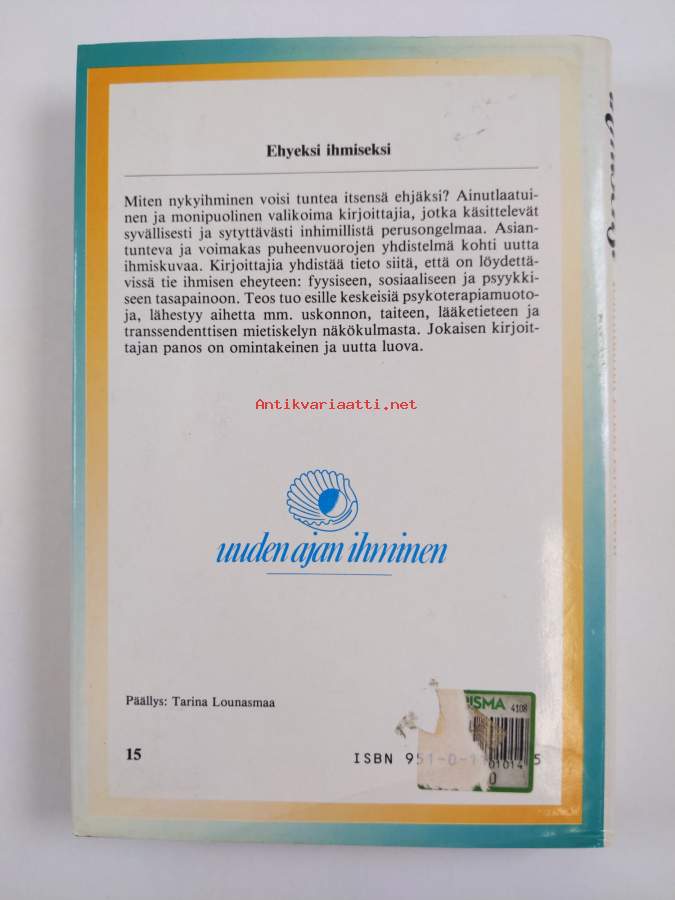 Ehyeksi ihmiseksi
Miten nykyihminen voisi tuntea itsensä ehjäksi? Ainutlaatui-
nen ja monipuolinen valikoima kirjoittajia, jotka käsittelevät
syvällisesti ja sytyttävästi inhimillistä perusongelmaa. Asian-
tunteva ja voimakas puheenvuorojen yhdistelmä kohti uutta
ihmiskuvaa. Kirjoittajia yhdistää tieto siitä, että on löydettä-
vissä tie ihmisen eheyteen: fyysiseen, sosiaaliseen ja psyykki-
seen tasapainoon. Teos tuo esille keskeisiä psykoterapiamuoto-
ja, lähestyy aihetta mm. uskonnon, taiteen, lääketieteen ja
transsendenttisen mietiskelyn näkökulmasta. Jokaisen kirjoit-
tajan panos on omintakeinen ja uutta luova.
Antikvariaatti.net
uuden ajan ihminen
Päällys: Tarina Lounasmaa
RISMA 4108
15
ISBN 951-0-1
5
0